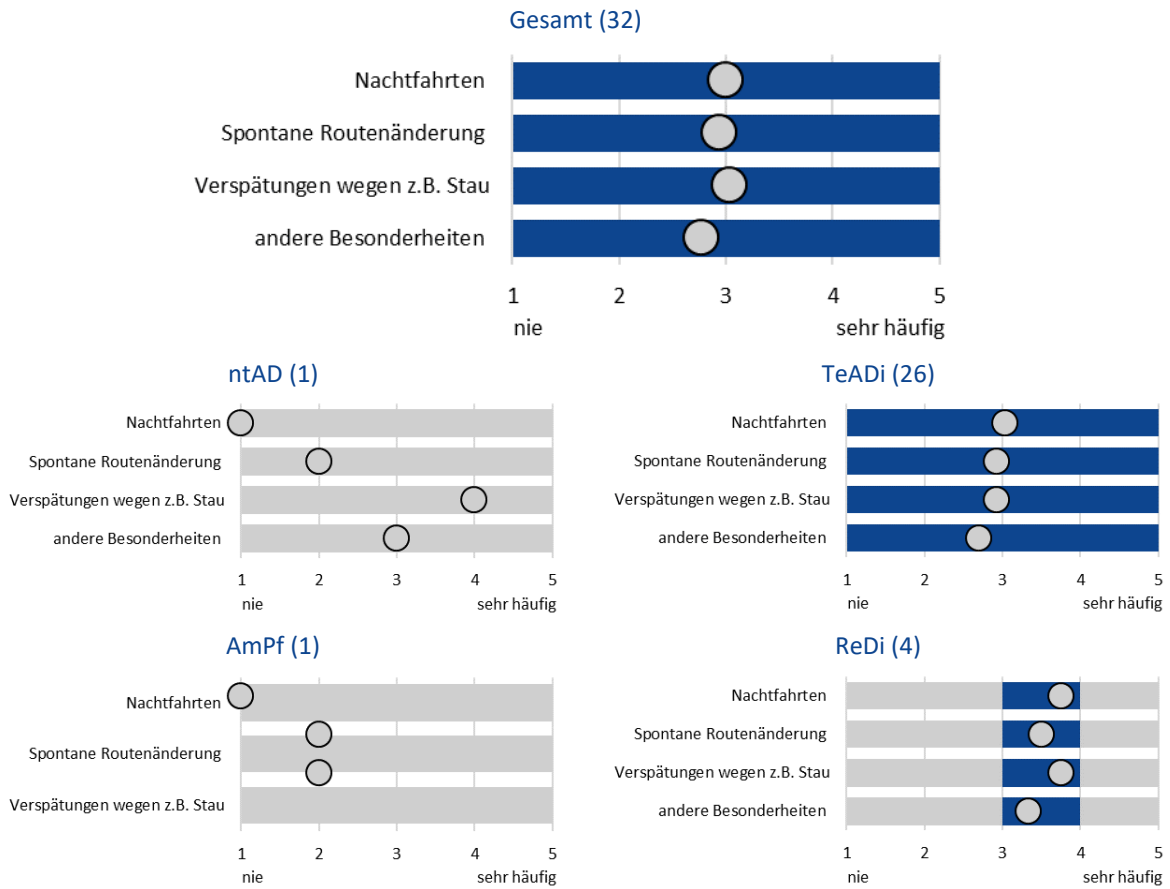 Gesamt (32)
Nachtfahrten
Spontane Routenänderung
Verspätungen wegen z.B. Stau
andere Besonderheiten
1 2 3 4 5
nie sehr häufig
ntAD (1)
Nachtfahrten
Spontane Routenänderung
Verspätungen wegen z.B. Stau
andere Besonderheiten
1 2 3 4 5
nie sehr häufig
TeADi (26)
Nachtfahrten
Spontane Routenänderung
Verspätungen wegen z.B. Stau
andere Besonderheiten
1 2 3 4 5
nie sehr häufig
AmPf (1)
Nachtfahrten
Spontane Routenänderung
Verspätungen wegen z.B. Stau
1 2 3 4 5
nie sehr häufig
ReDi (4)
Nachtfahrten
Spontane Routenänderung
Verspätungen wegen z.B. Stau
andere Besonderheiten
1 2 3 4 5
nie sehr häufig